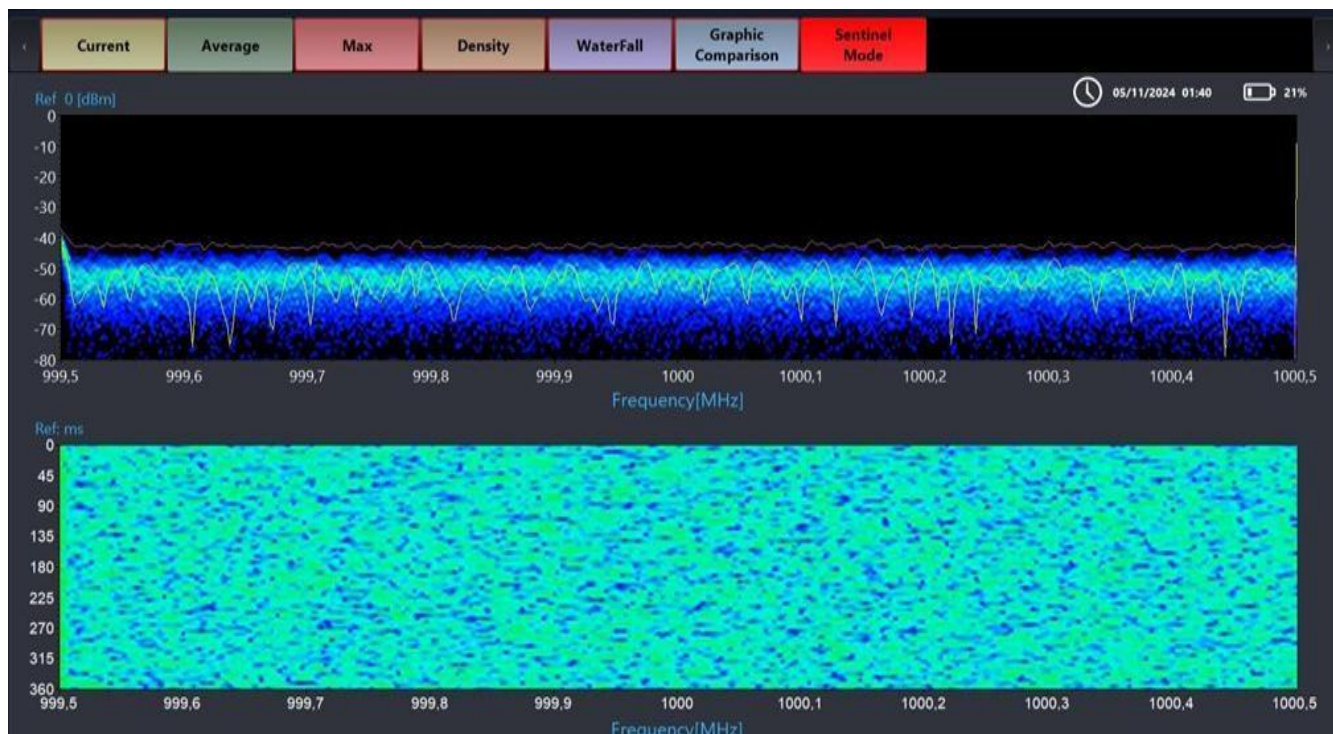 Current Average Max Density WaterFall Graphic Comparison Sentinel Mode
Ref 0 [dBm]
05/11/2024 01:40 21%
0
-10
-20
-30
-40
-50
-60
-70
-80
999,5 999,6 999,7 999,8 999,9 1000 1000,1 1000,2 1000,3 1000,4 1000,5
Frequency[MHz]
Ref: ms
0
45
90
135
180
225
270
315
360
999,5 999,6 999,7 999,8 999,9 1000 1000,1 1000,2 1000,3 1000,4 1000,5
Frequency[MHz]